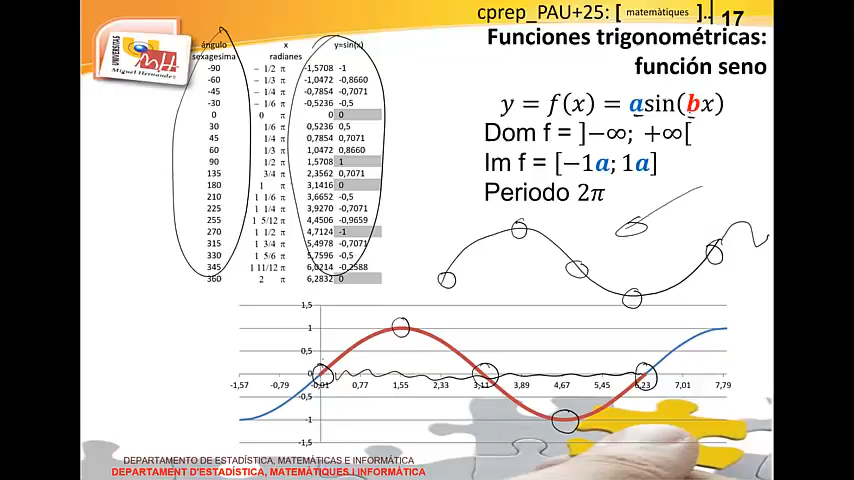 cprep_PAU+25: [ matemàtiques ]..| 17
Funciones trigonométricas:
función seno
UNIVERSITAS
Miguel Hernández
y = f(x) = asin(bx)
Dom f = ]−∞; +∞[
Im f = [−1a; 1a]
Periodo 2π
ángulo x y=sin(x)
sexagesima radianes
-90 − 1/2 π -1,5708 -1
-60 − 1/3 π -1,0472 -0,8660
-45 − 1/4 π -0,7854 -0,7071
-30 − 1/6 π -0,5236 -0,5
0 0 π 0 0
30 1/6 π 0,5236 0,5
45 1/4 π 0,7854 0,7071
60 1/3 π 1,0472 0,8660
90 1/2 π 1,5708 1
135 3/4 π 2,3562 0,7071
180 1 π 3,1416 0
210 1 1/6 π 3,6652 -0,5
225 1 1/4 π 3,9270 -0,7071
255 1 5/12 π 4,4506 -0,9659
270 1 1/2 π 4,7124 -1
315 1 3/4 π 5,4978 -0,7071
330 1 5/6 π 5,7596 -0,5
345 1 11/12 π 6,0214 -0,2588
360 2 π 6,2832 0
1,5
1
0,5
0
-1,57 -0,79 -0,01 0,77 1,55 2,33 3,11 3,89 4,67 5,45 6,23 7,01 7,79
-0,5
-1
-1,5
DEPARTAMENTO DE ESTADÍSTICA, MATEMÁTICAS E INFORMÁTICA
DEPARTAMENT D'ESTADÍSTICA, MATEMÀTIQUES I INFORMÀTICA